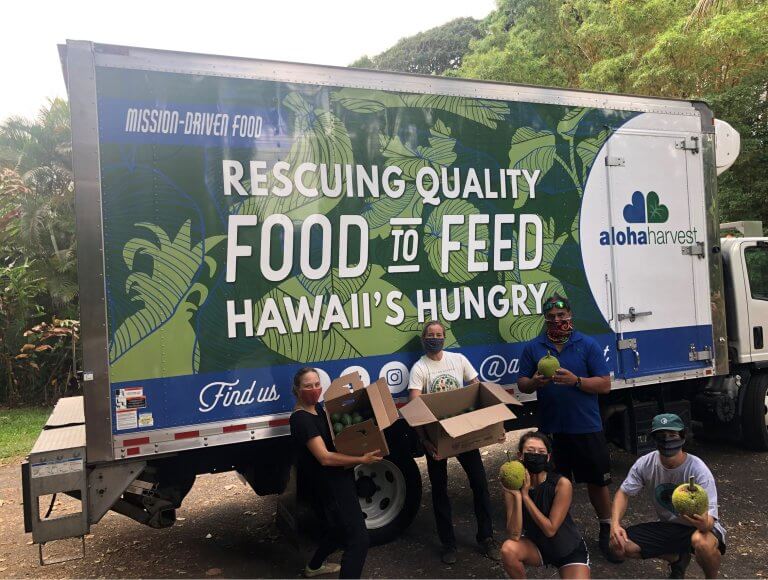 MISSION-DRIVEN FOOD
RESCUING QUALITY
FOOD TO FEED
HAWAII'S HUNGRY
alohaharvest
Find us
@a